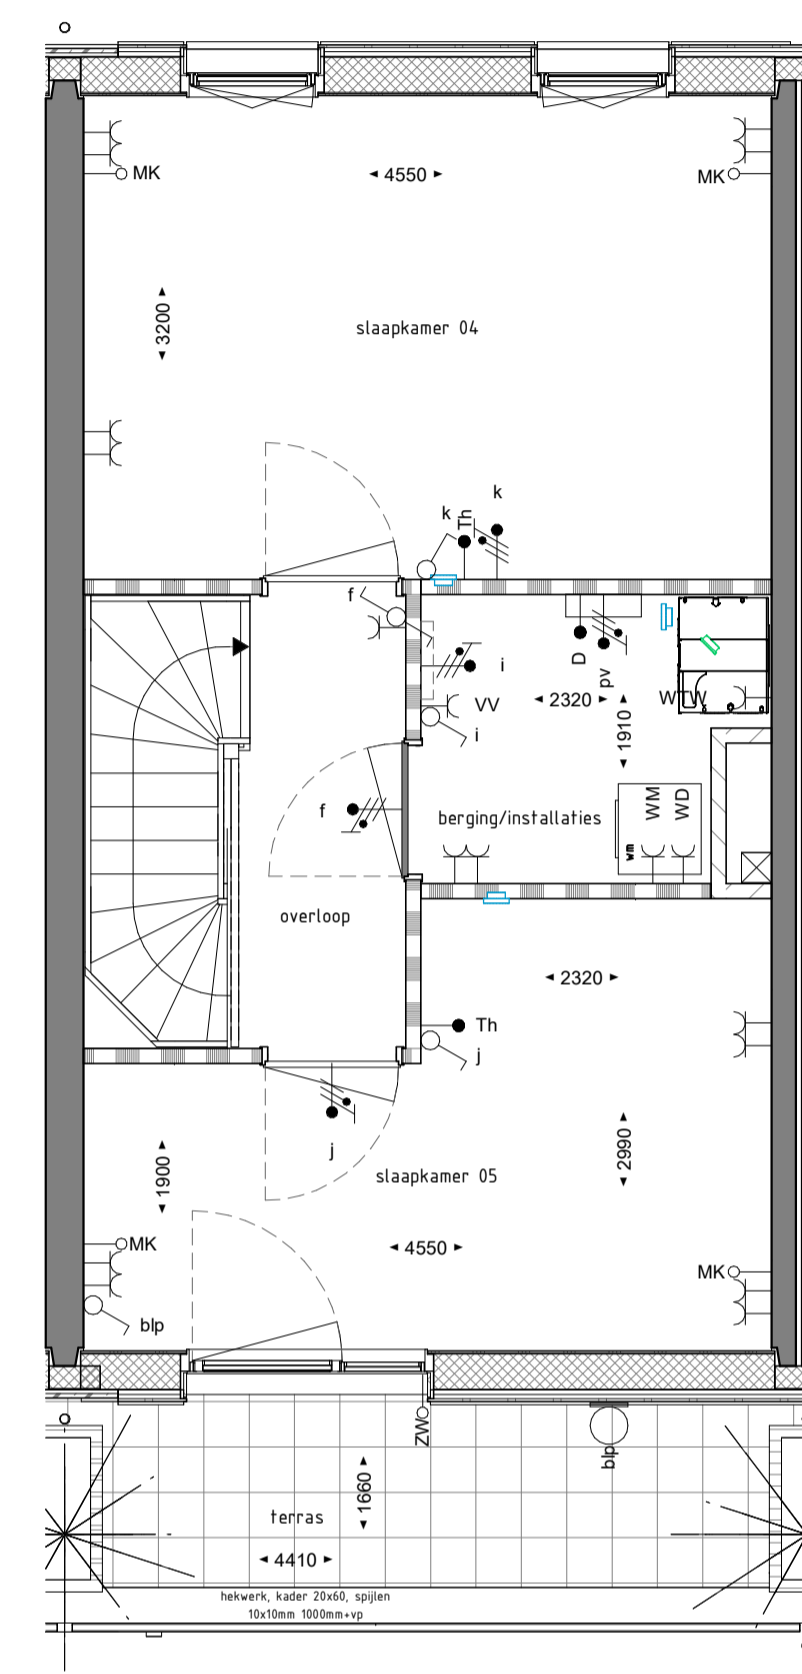 MK
4550
MK
3200
slaapkamer 04
k
k
Th
f
i
D
pv
VV
2320
WTW
i
1910
f
berging/installaties
WM
WD
wm
overloop
2320
Th
j
j
1900
slaapkamer 05
2990
MK
4550
MK
blp
ZW
blp
1660
terras
4410
hekwerk, kader 20x60, spijlen
10x10mm 1000mm+vp